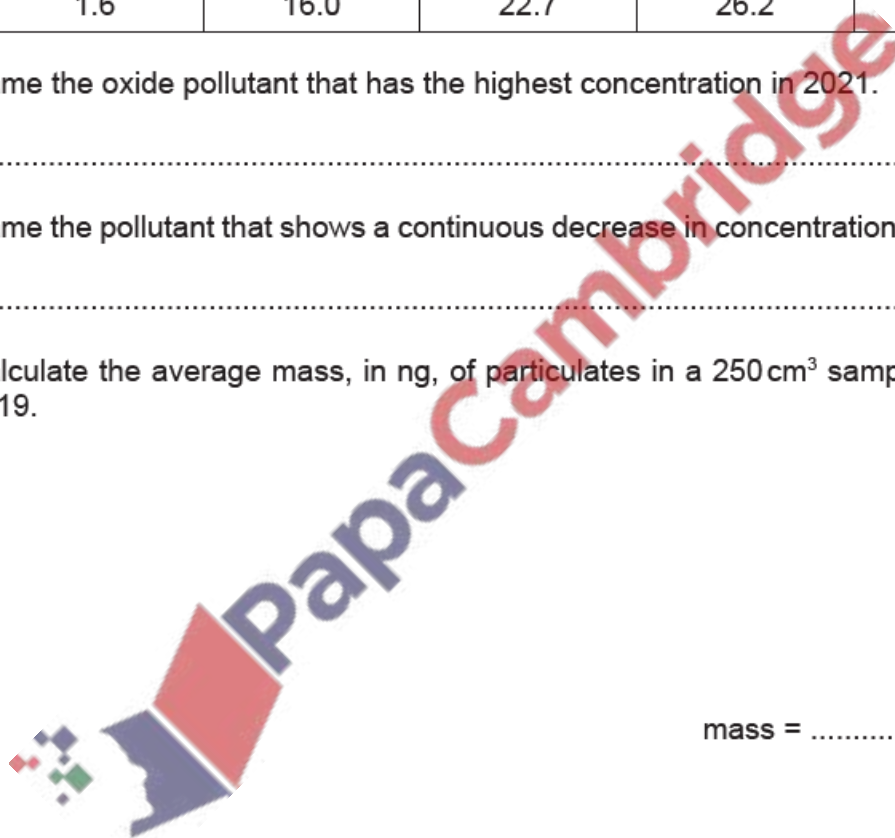 1.6 16.0 22.7 26.2
me the oxide pollutant that has the highest concentration in 2021.
me the pollutant that shows a continuous decrease in concentration
lculate the average mass, in ng, of particulates in a 250 cm³ samp
19.
PapaCambridge
mass = ..........